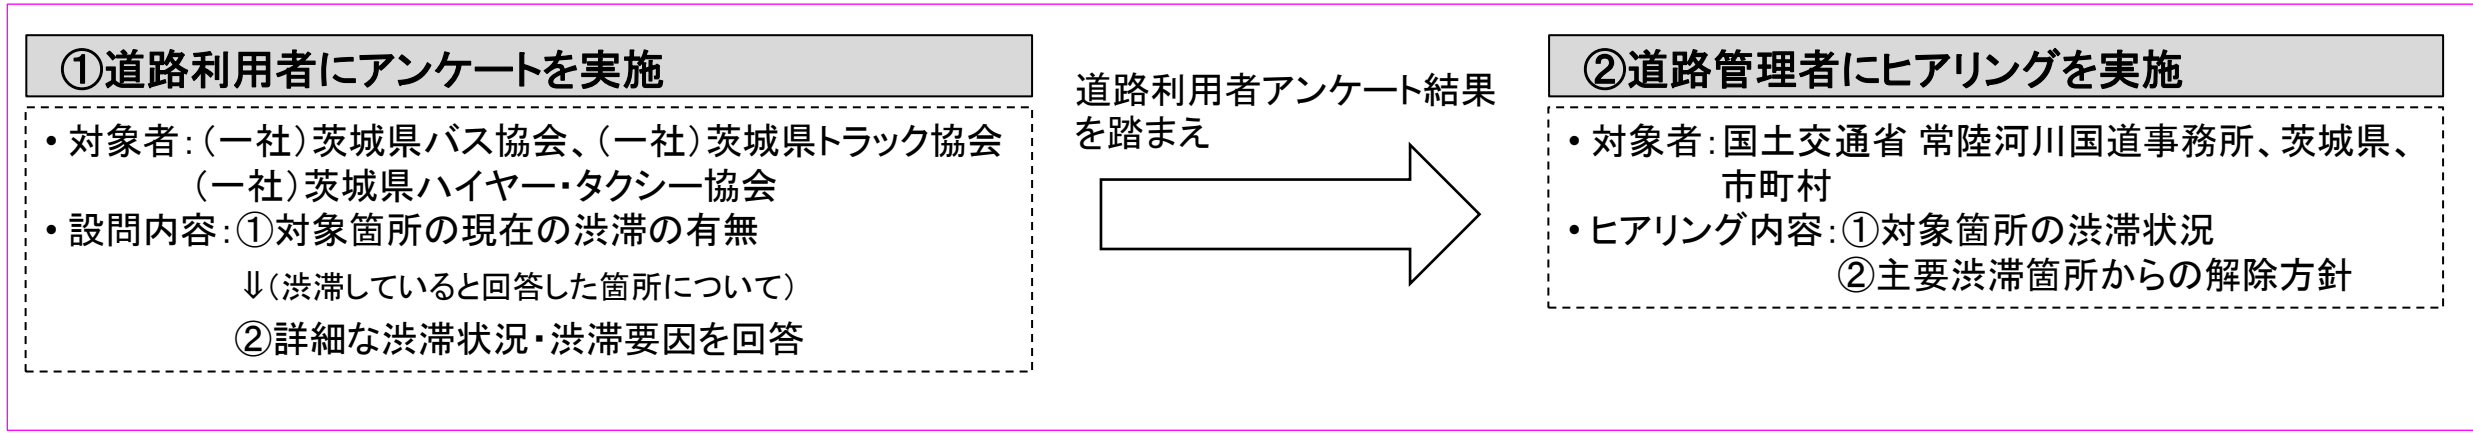 ①道路利用者にアンケートを実施
・対象者：（一社）茨城県バス協会、（一社）茨城県トラック協会
（一社）茨城県ハイヤー・タクシー協会
・設問内容：①対象箇所の現在の渋滞の有無
⇓（渋滞していると回答した箇所について）
②詳細な渋滞状況・渋滞要因を回答
道路利用者アンケート結果
を踏まえ
②道路管理者にヒアリングを実施
・対象者：国土交通省 常陸河川国道事務所、茨城県、
市町村
・ヒアリング内容：①対象箇所の渋滞状況
②主要渋滞箇所からの解除方針